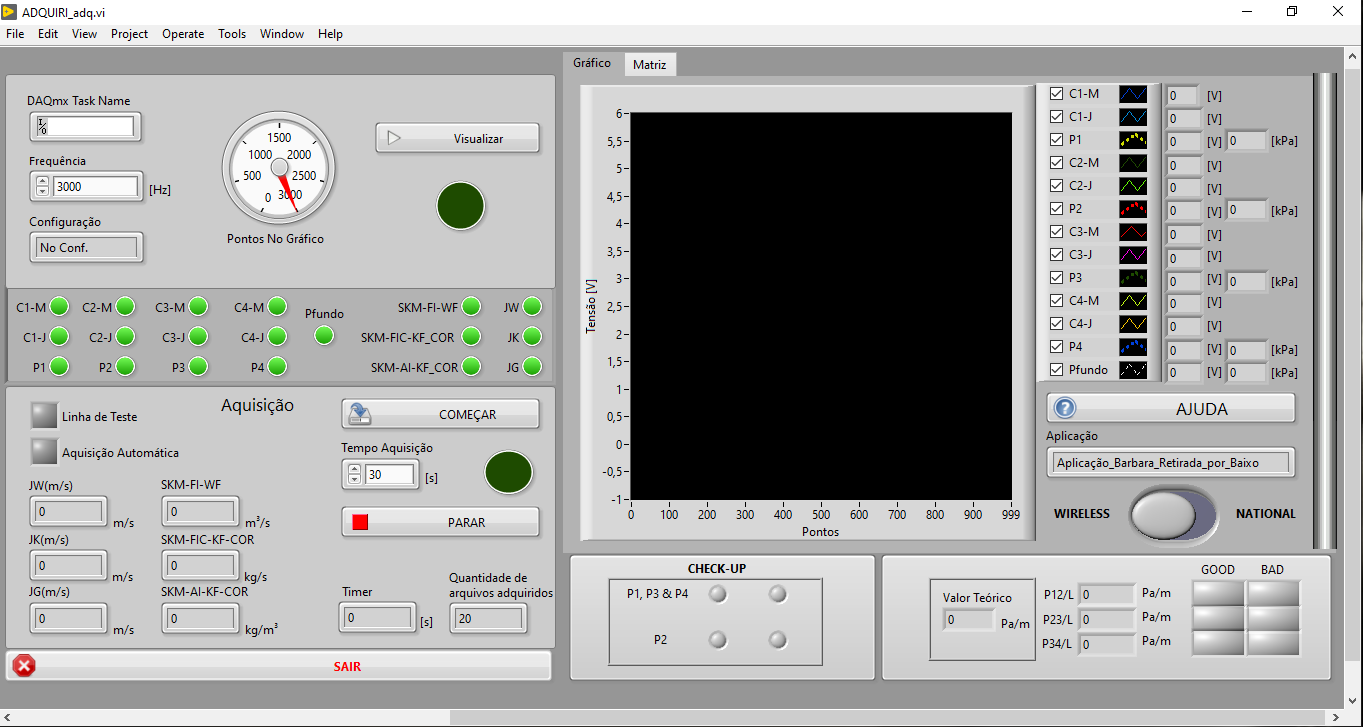 ADQUIRI_adq.vi
File Edit View Project Operate Tools Window Help
DAQmx Task Name
I/%
Frequência
3000 [Hz]
Configuração
No Conf.
0 500 1000 1500 2000 2500 3000
Pontos No Gráfico
Visualizar
C1-M C2-M C3-M C4-M Pfundo SKM-FI-WF JW
C1-J C2-J C3-J C4-J SKM-FIC-KF_COR JK
P1 P2 P3 P4 SKM-AI-KF_COR JG
Aquisição
Linha de Teste
Aquisição Automática
JW(m/s) SKM-FI-WF
0 m/s 0 m³/s
JK(m/s) SKM-FIC-KF-COR
0 m/s 0 kg/s
JG(m/s) SKM-AI-KF-COR
0 m/s 0 kg/m³
COMEÇAR
Tempo Aquisição
30 [s]
PARAR
Timer
0 [s]
Quantidade de
arquivos adquiridos
20
SAIR
Gráfico Matriz
Tensão [V]
6
5,5
5
4,5
4
3,5
3
2,5
2
1,5
1
0,5
0
-0,5
-1
0 100 200 300 400 500 600 700 800 900 999
Pontos
C1-M 0 [V]
C1-J 0 [V]
P1 0 [V] 0 [kPa]
C2-M 0 [V]
C2-J 0 [V]
P2 0 [V] 0 [kPa]
C3-M 0 [V]
C3-J 0 [V]
P3 0 [V] 0 [kPa]
C4-M 0 [V]
C4-J 0 [V]
P4 0 [V] 0 [kPa]
Pfundo 0 [V] 0 [kPa]
? AJUDA
Aplicação
Aplicação_Barbara_Retirada_por_Baixo
WIRELESS NATIONAL
CHECK-UP
P1, P3 & P4
P2
Valor Teórico
0 Pa/m
GOOD BAD
P12/L 0 Pa/m
P23/L 0 Pa/m
P34/L 0 Pa/m